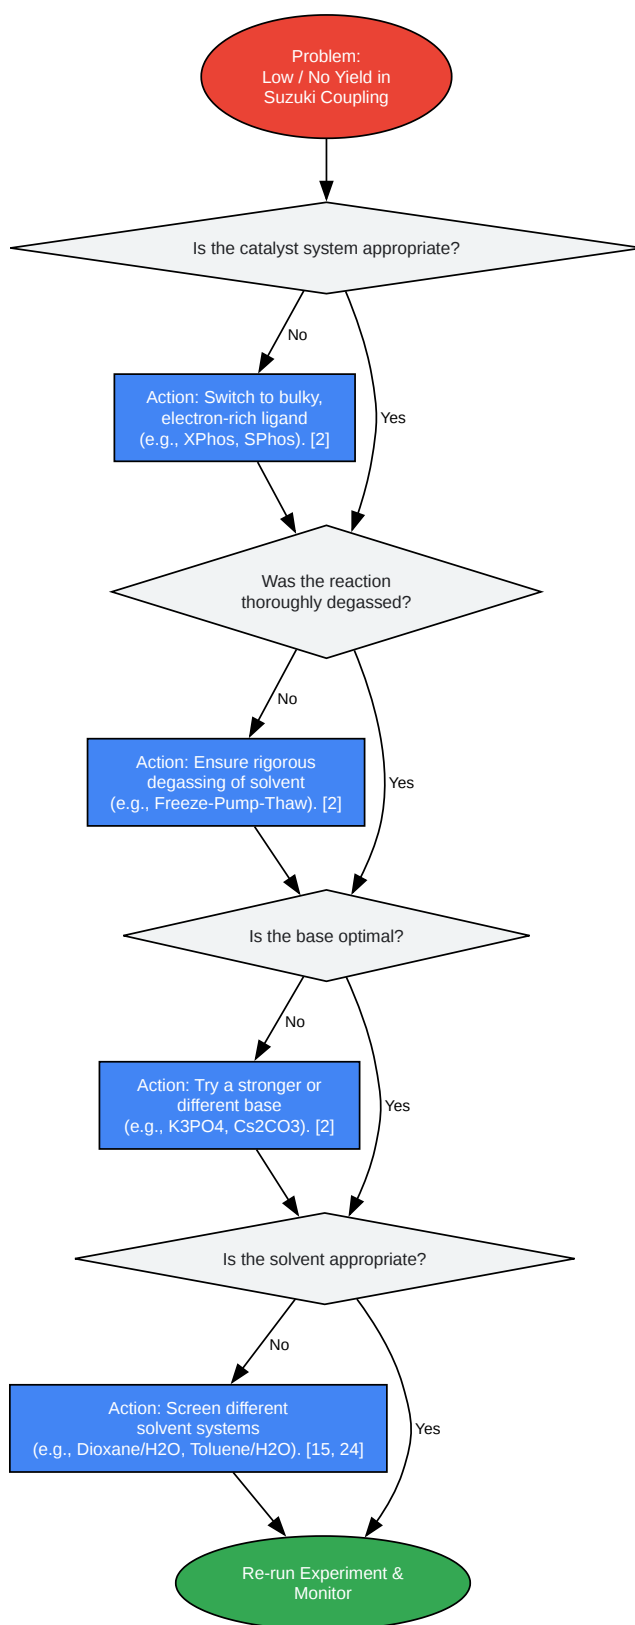 Problem:
Low / No Yield in
Suzuki Coupling
Is the catalyst system appropriate?
No
Action: Switch to bulky,
electron-rich ligand
(e.g., XPhos, SPhos). [2]
Yes
Was the reaction
thoroughly degassed?
No
Action: Ensure rigorous
degassing of solvent
(e.g., Freeze-Pump-Thaw). [2]
Yes
Is the base optimal?
No
Action: Try a stronger or
different base
(e.g., K3PO4, Cs2CO3). [2]
Yes
Is the solvent appropriate?
No
Action: Screen different
solvent systems
(e.g., Dioxane/H2O, Toluene/H2O). [15, 24]
Yes
Re-run Experiment &
Monitor